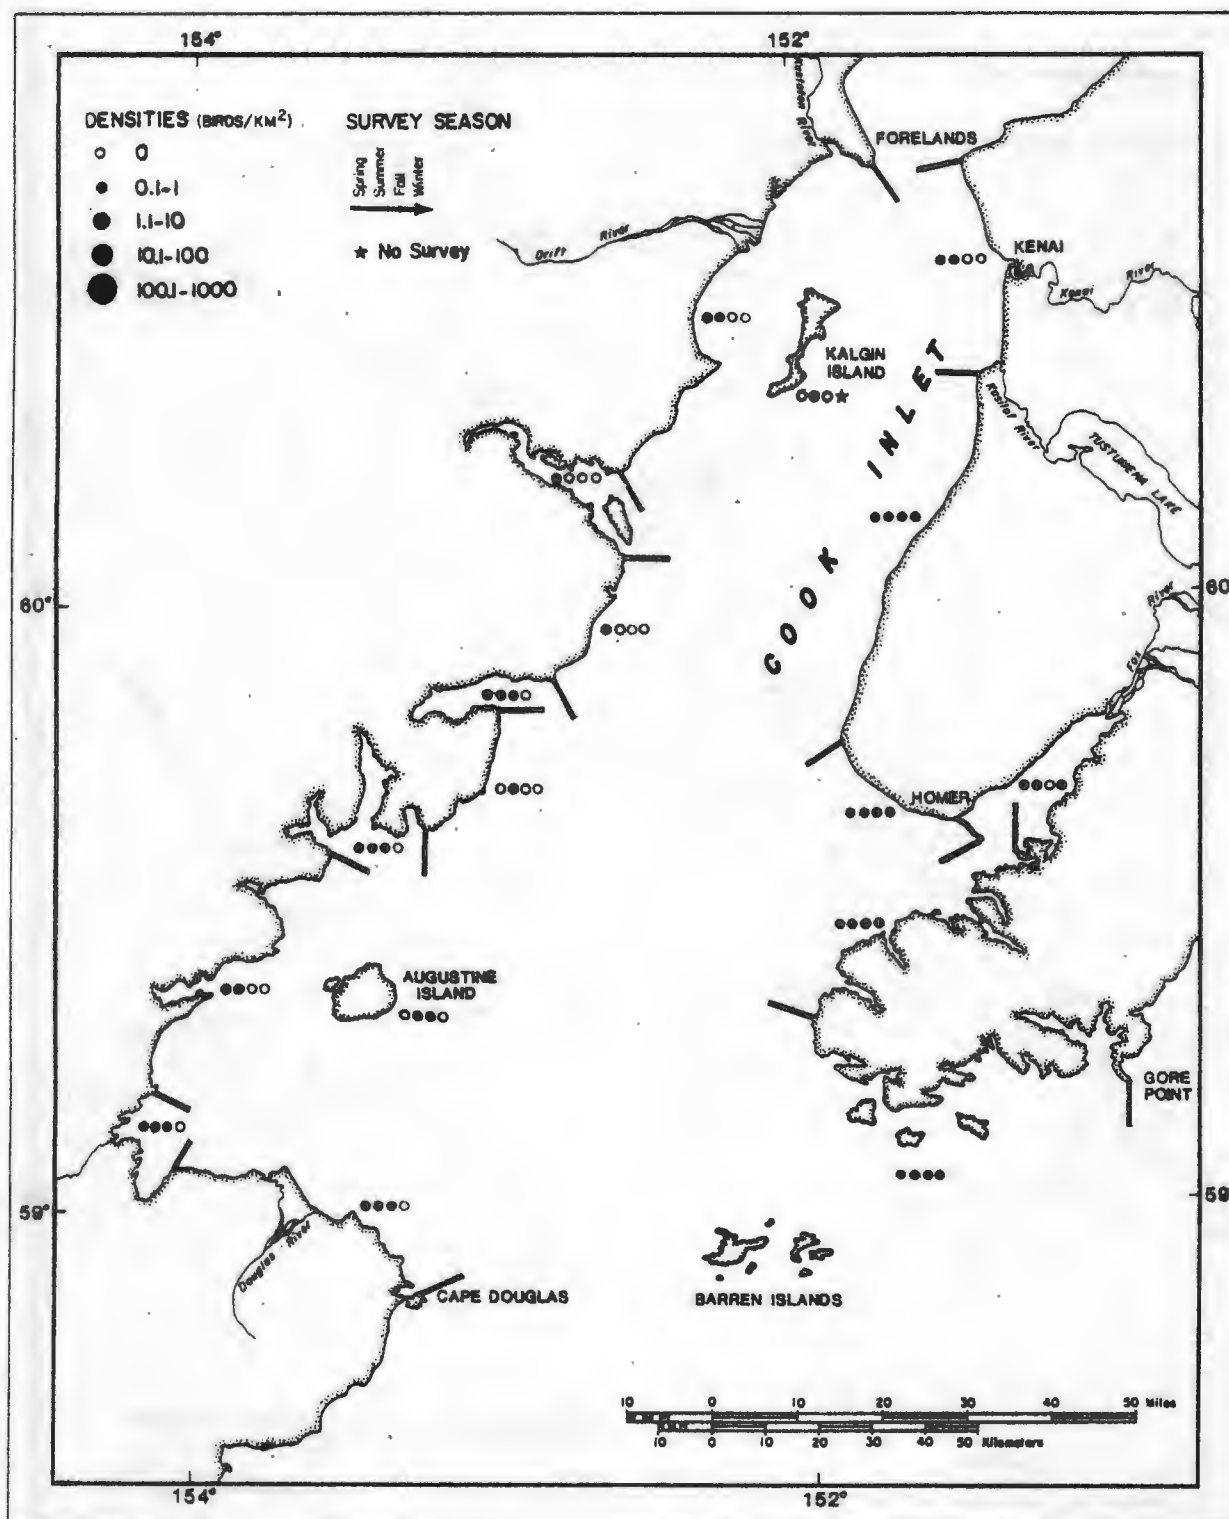 154°
152°
DENSITIES (BIRDS/KM²)
0
0.1-1
1.1-10
10.1-100
100.1-1000
SURVEY SEASON
Spring
Summer
Fall
Winter
★ No Survey
River
FORELANDS
Drift River
KENAI
Kenai River
KALGIN
ISLAND
COOK INLET
Kasilof River
TUSTUMENA
LAKE
60°
60
Fox River
HOMER
AUGUSTINE
ISLAND
GORE
POINT
59°
59
Douglas River
CAPE DOUGLAS
BARREN ISLANDS
10 0 10 20 30 40 50 Miles
10 0 10 20 30 40 50 Kilometers
154°
152°